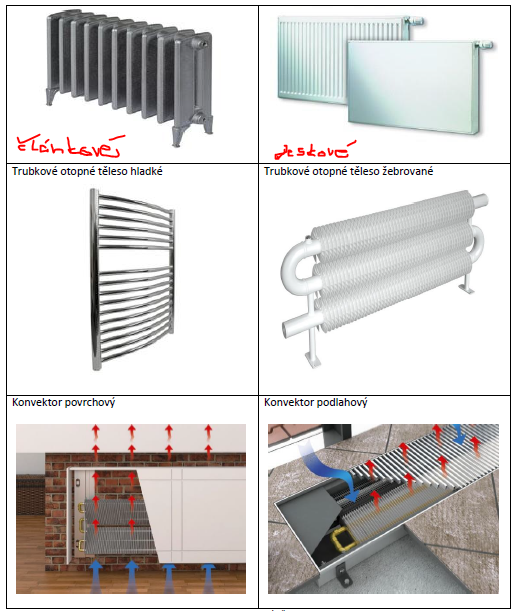 článkové
deskové
Trubkové otopné těleso hladké
Trubkové otopné těleso žebrované
Konvektor povrchový
Konvektor podlahový